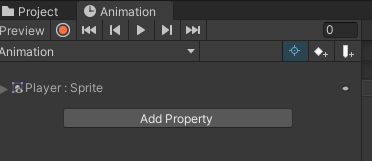 Project Animation
Preview 0
Animation
Player : Sprite
Add Property